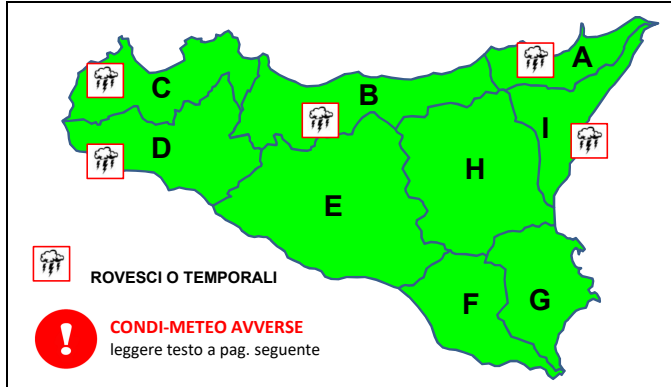 A
C
B
I
D
H
E
ROVESCI O TEMPORALI
F
G
CONDI-METEO AVVERSE
leggere testo a pag. seguente